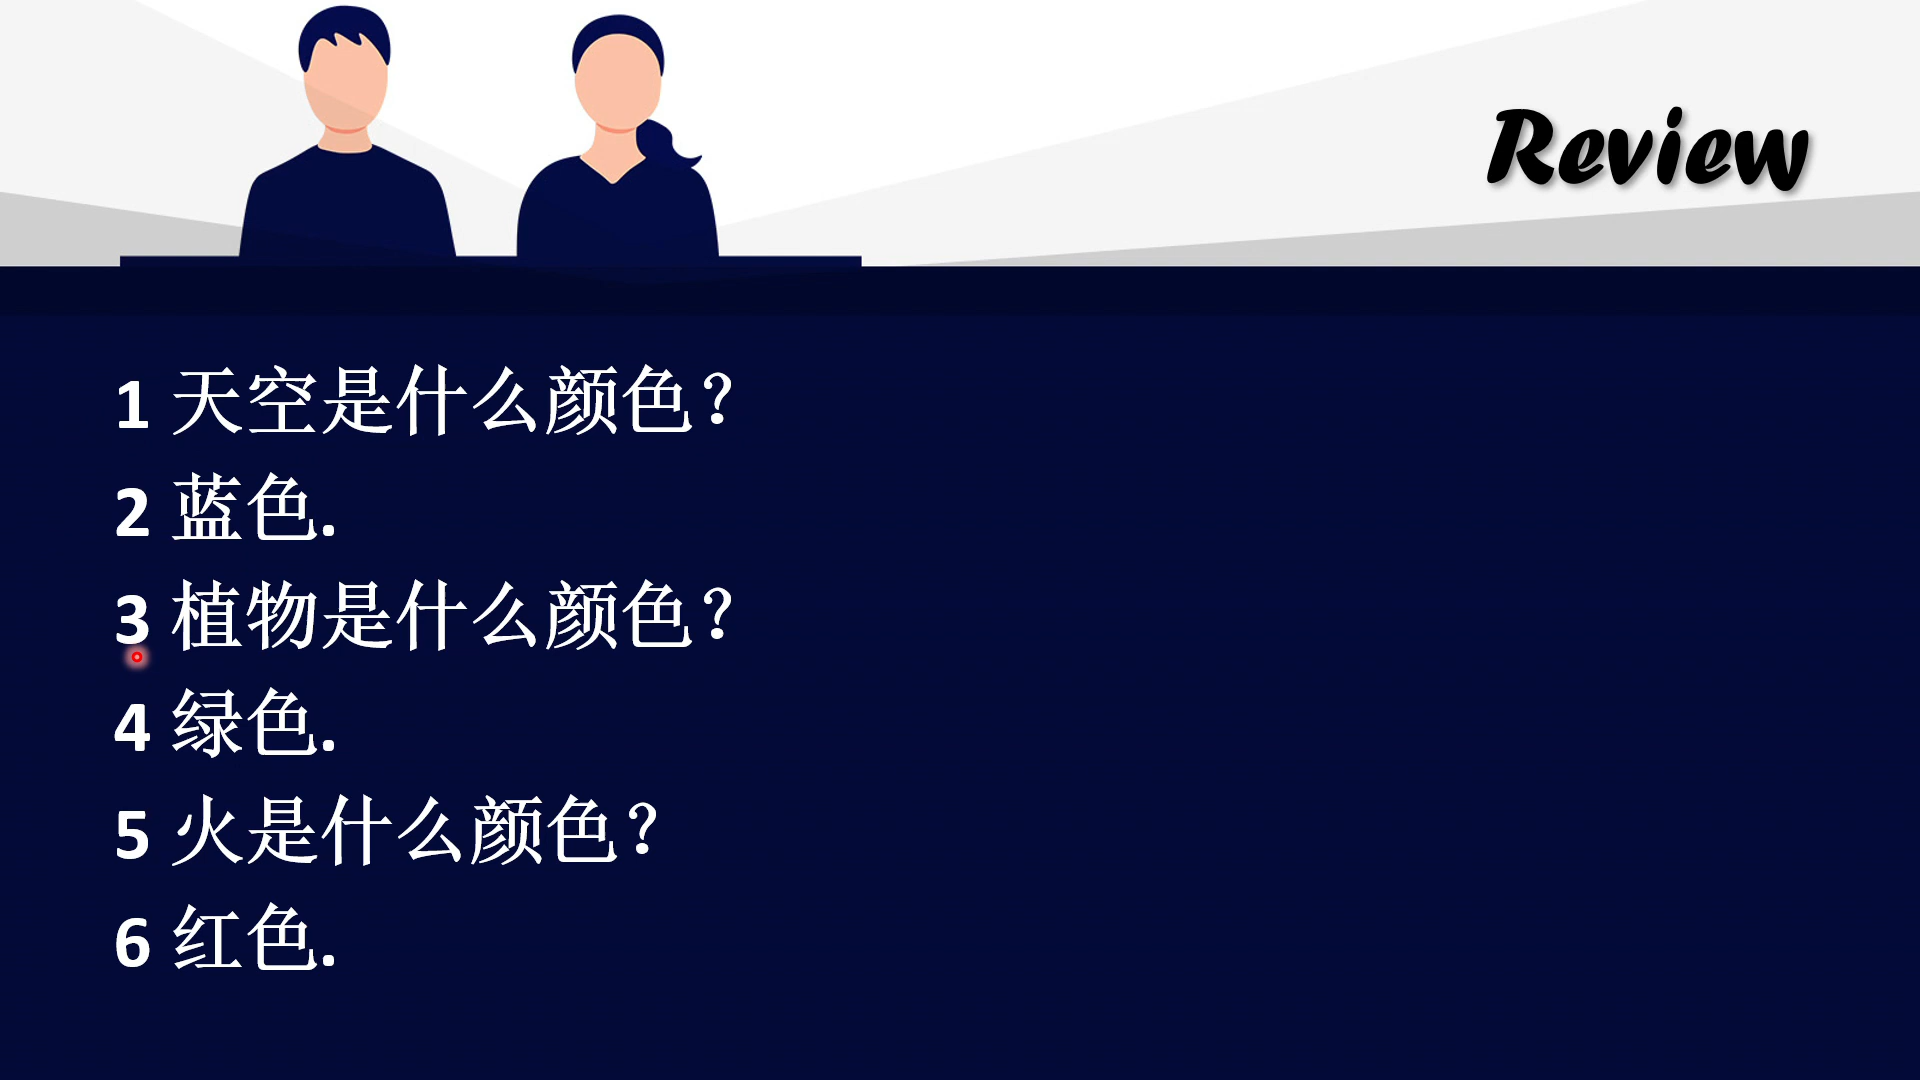 Review
1 天空是什么颜色？
2 蓝色.
3 植物是什么颜色？
4 绿色.
5 火是什么颜色？
6 红色.